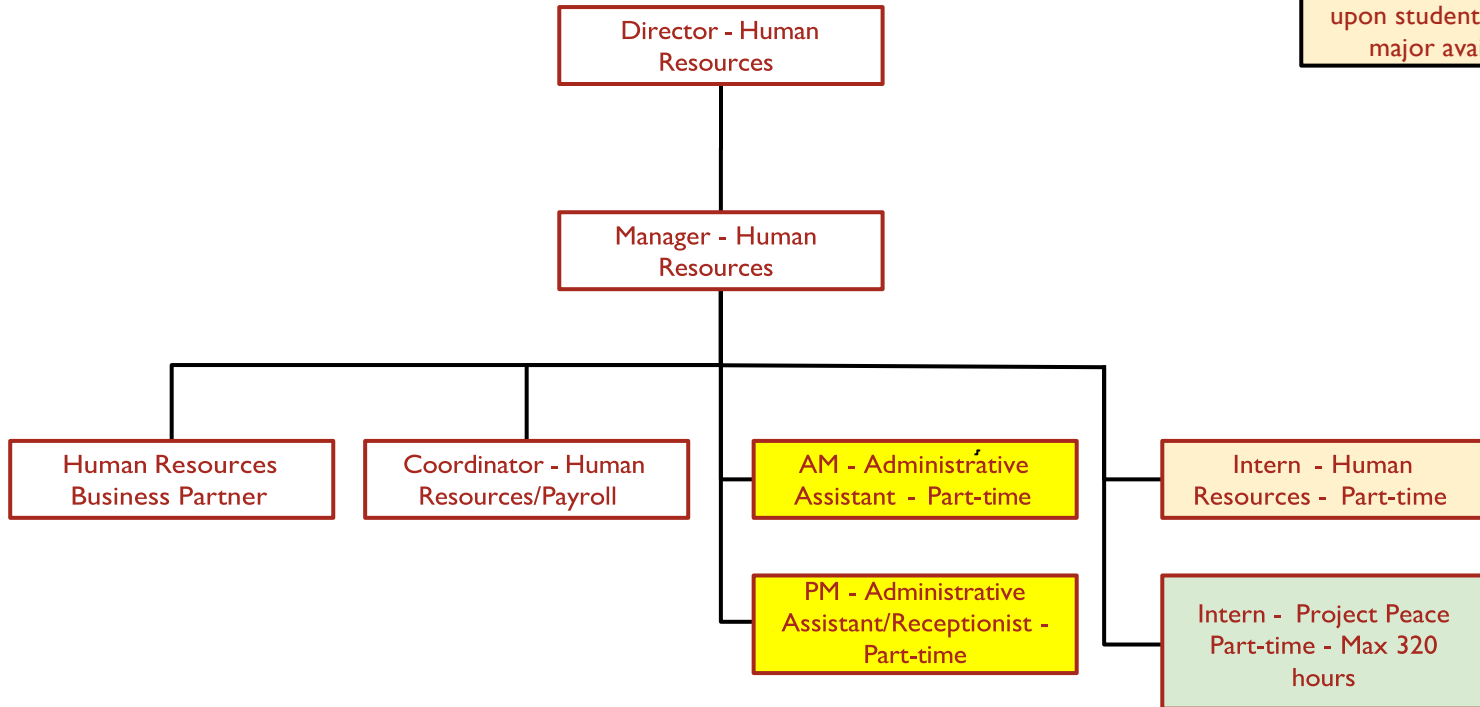 upon student
major
Director - Human
Resources
Manager - Human
Resources
Human Resources
Business Partner
Coordinator - Human
Resources/Payroll
AM - Administrative
Assistant - Part-time
PM - Administrative
Assistant/Receptionist -
Part-time
Intern - Human
Resources - Part-time
Intern - Project Peace
Part-time - Max 320
hours